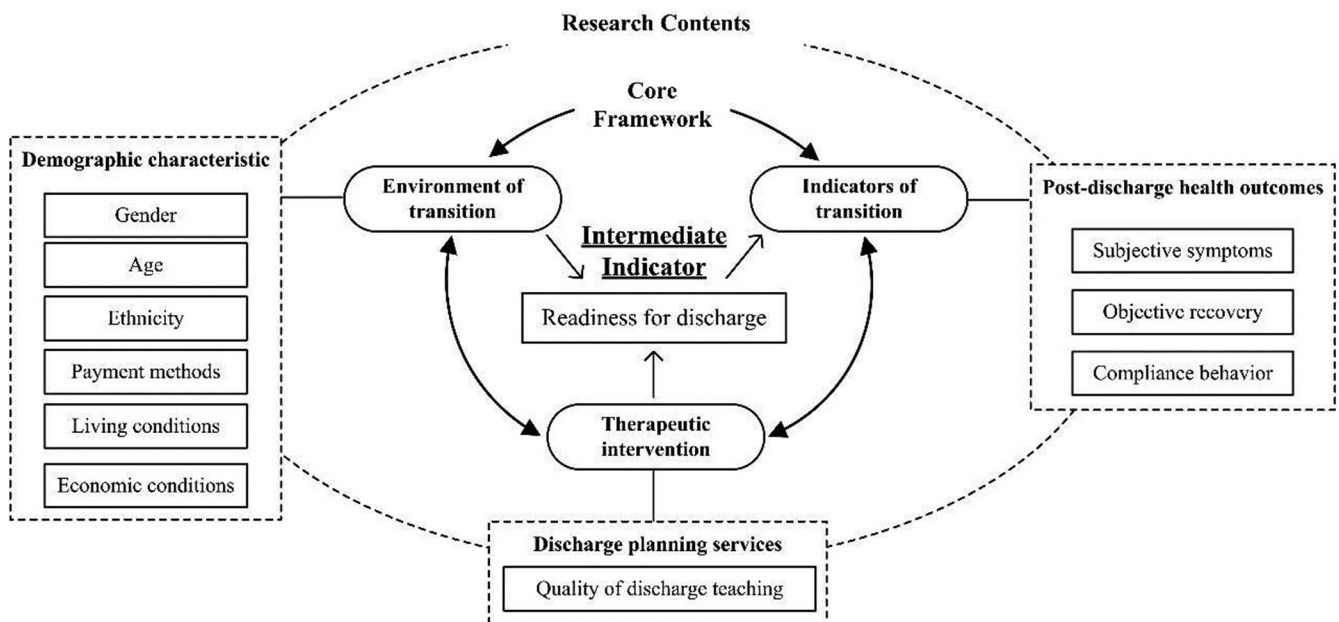 Research Contents
Core
Framework
Demographic characteristic
Gender
Age
Ethnicity
Payment methods
Living conditions
Economic conditions
Environment of
transition
Indicators of
transition
Intermediate
Indicator
Readiness for discharge
Therapeutic
intervention
Post-discharge health outcomes
Subjective symptoms
Objective recovery
Compliance behavior
Discharge planning services
Quality of discharge teaching